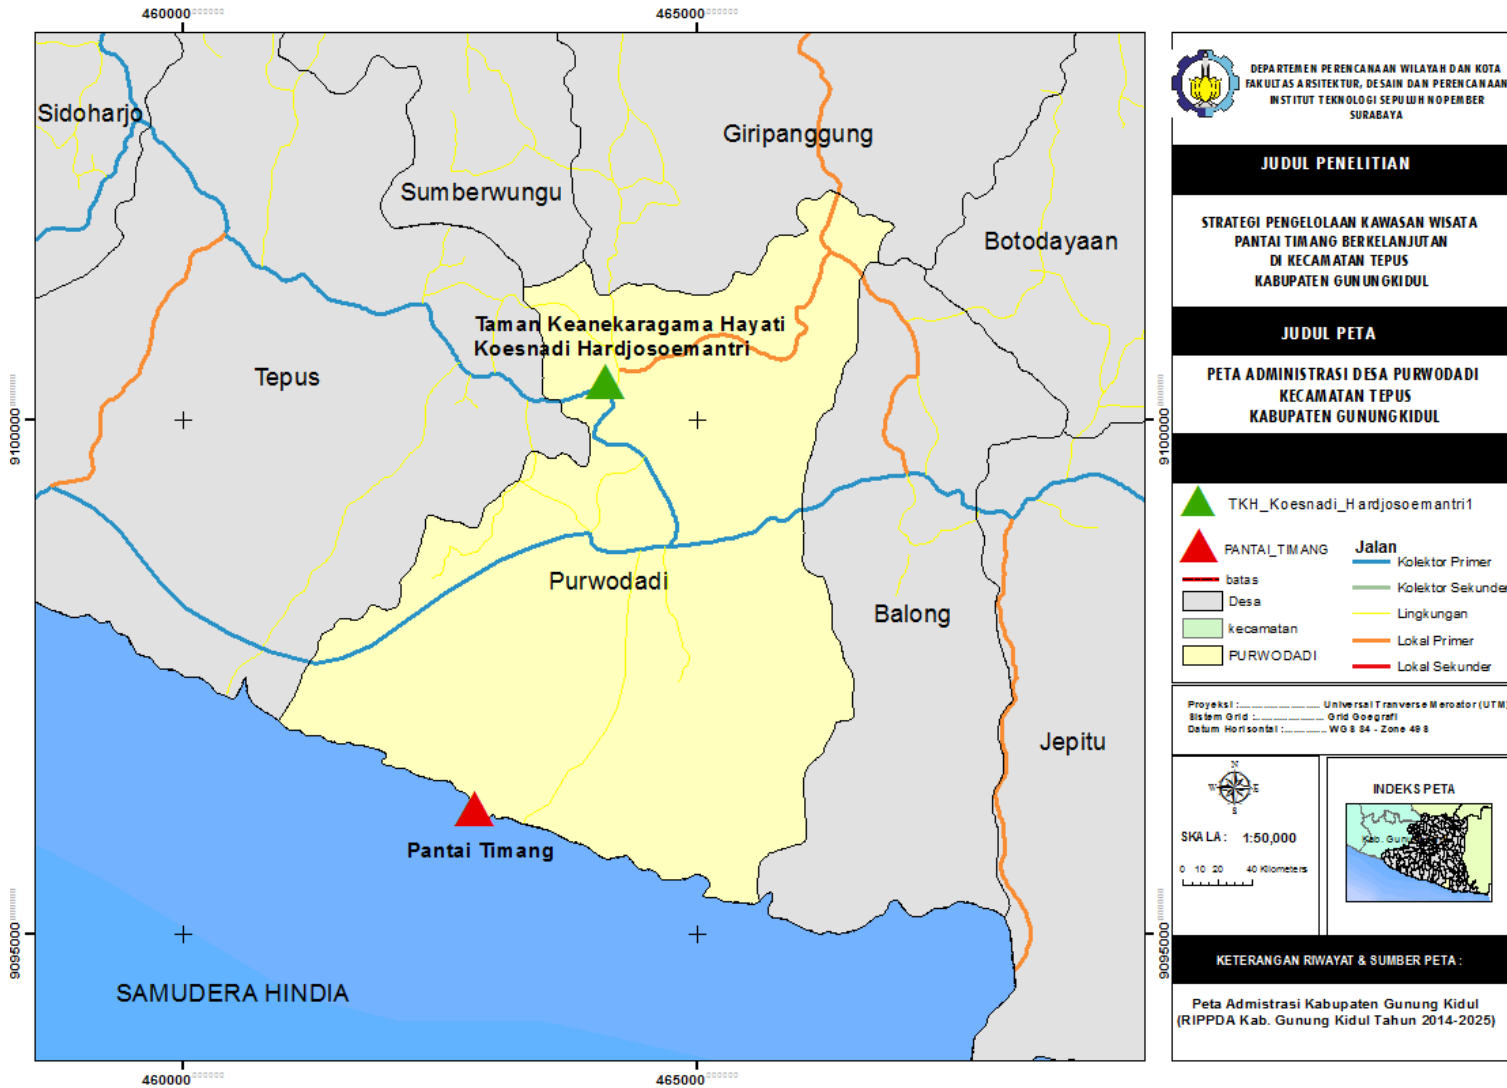 460000
465000
Sidoharjo
Giripanggung
Sumberwungu
Botodayaan
Taman Keanekaragama Hayati
Koesnadi Hardjosoemantri
Tepus
9100000
9100000
Purwodadi
Balong
Jepitu
Pantai Timang
9095000
9095000
SAMUDERA HINDIA
460000
465000
DEPARTEMEN PERENCANAAN WILAYAH DAN KOTA
FAKULTAS ARSITEKTUR, DESAIN DAN PERENCANAAN
INSTITUT TEKNOLOGI SEPULUH NOPEMBER
SURABAYA
JUDUL PENELITIAN
STRATEGI PENGELOLAAN KAWASAN WISATA
PANTAI TIMANG BERKELANJUTAN
DI KECAMATAN TEPUS
KABUPATEN GUNUNGKIDUL
JUDUL PETA
PETA ADMINISTRASI DESA PURWODADI
KECAMATAN TEPUS
KABUPATEN GUNUNGKIDUL
TKH_Koesnadi_Hardjosoemantri1
PANTAI_TIMANG
batas
Desa
kecamatan
PURWODADI
Jalan
Kolektor Primer
Kolektor Sekunder
Lingkungan
Lokal Primer
Lokal Sekunder
Proyeksi :.................... Universal Tranverse Mercator (UTM)
Sistem Grid :.................... Grid Goegrafi
Datum Horisontal :............ WGS 84 - Zone 49S
N
W E
S
SKALA : 1:50,000
0 10 20 40 Kilometers
INDEKS PETA
Kab. Gunu
KETERANGAN RIWAYAT & SUMBER PETA :
Peta Admistrasi Kabupaten Gunung Kidul
(RIPPDA Kab. Gunung Kidul Tahun 2014-2025)